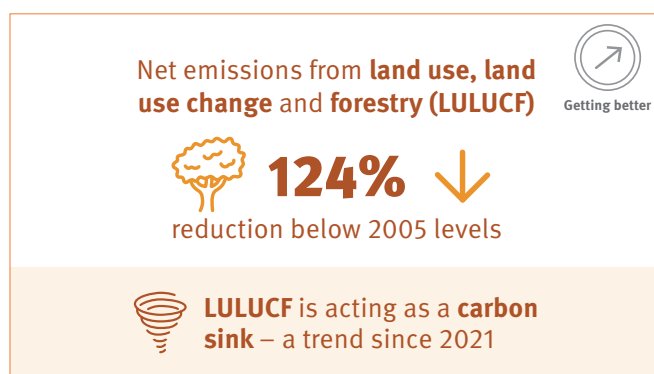 Net emissions from land use, land
use change and forestry (LULUCF)
Getting better
124%
reduction below 2005 levels
LULUCF is acting as a carbon
sink – a trend since 2021